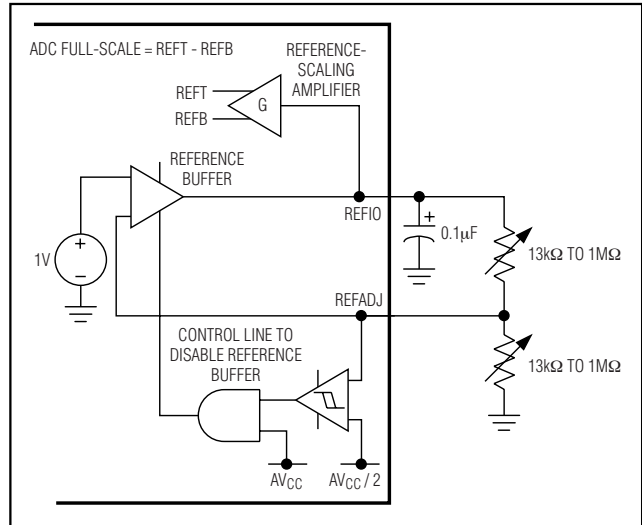 ADC FULL-SCALE = REFT - REFB
REFERENCE-
SCALING
AMPLIFIER
REFT
REFB
G
REFERENCE
BUFFER
REFIO
+
0.1µF
13kΩ TO 1MΩ
1V
+
−
REFADJ
CONTROL LINE TO
DISABLE REFERENCE
BUFFER
13kΩ TO 1MΩ
AVCC
AVCC / 2